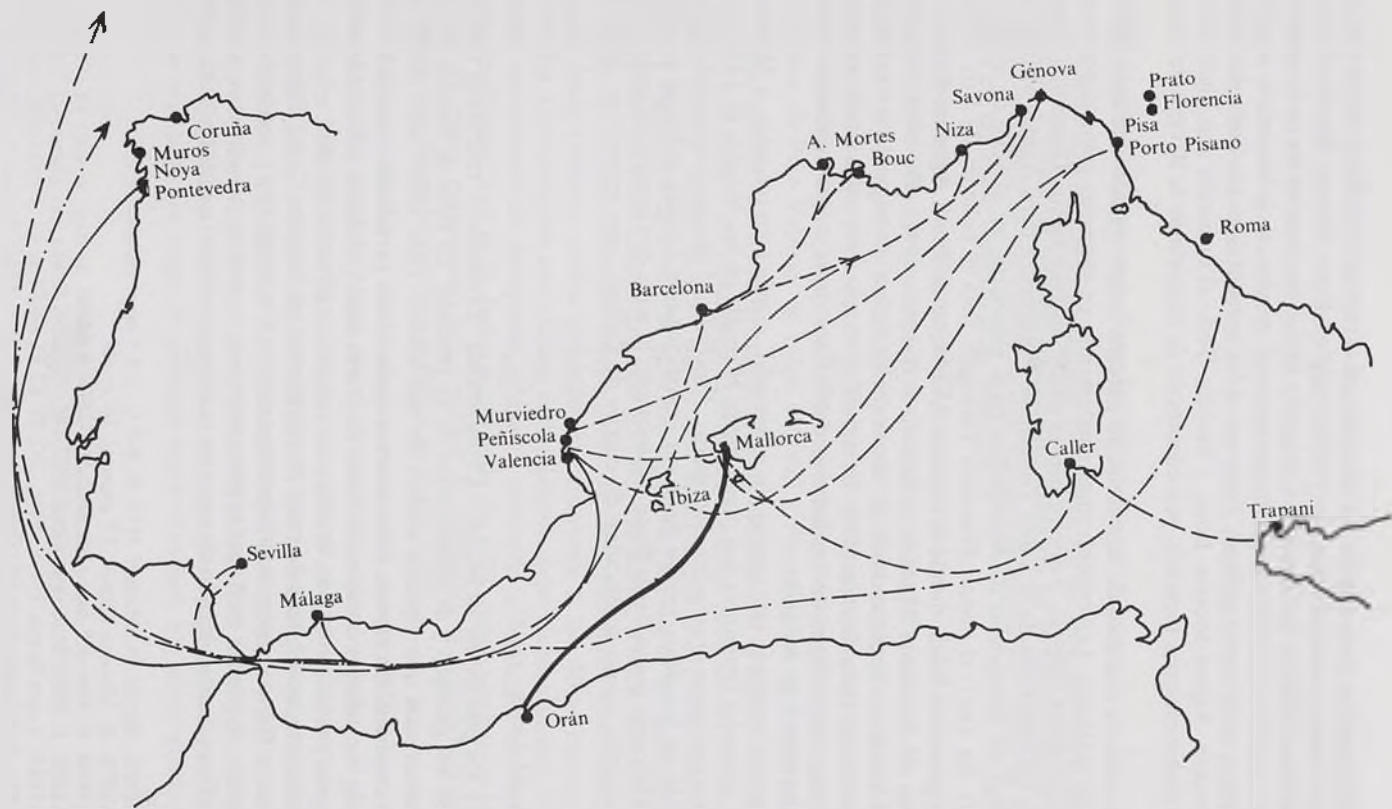 Génova
Prato
Savona
Florencia
Coruña
Pisa
A. Mortes
Niza
Muros
Bouc
Porto Pisano
Noya
Pontevedra
Roma
Barcelona
Murviedro
Peñíscola
Mallorca
Caller
Valencia
Ibiza
Trapani
Sevilla
Málaga
Orán